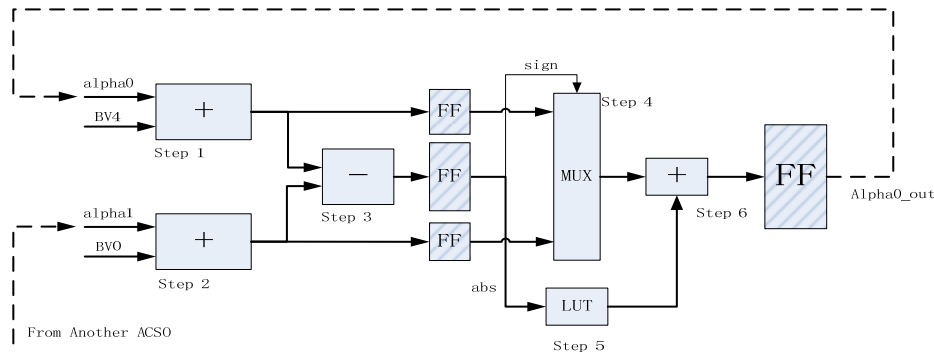 sign
alpha0
BV4
+
Step 1
FF
Step 4
−
Step 3
FF
MUX
+
Step 6
FF
Alpha0_out
alpha1
BV0
+
Step 2
FF
abs
LUT
Step 5
From Another ACSO